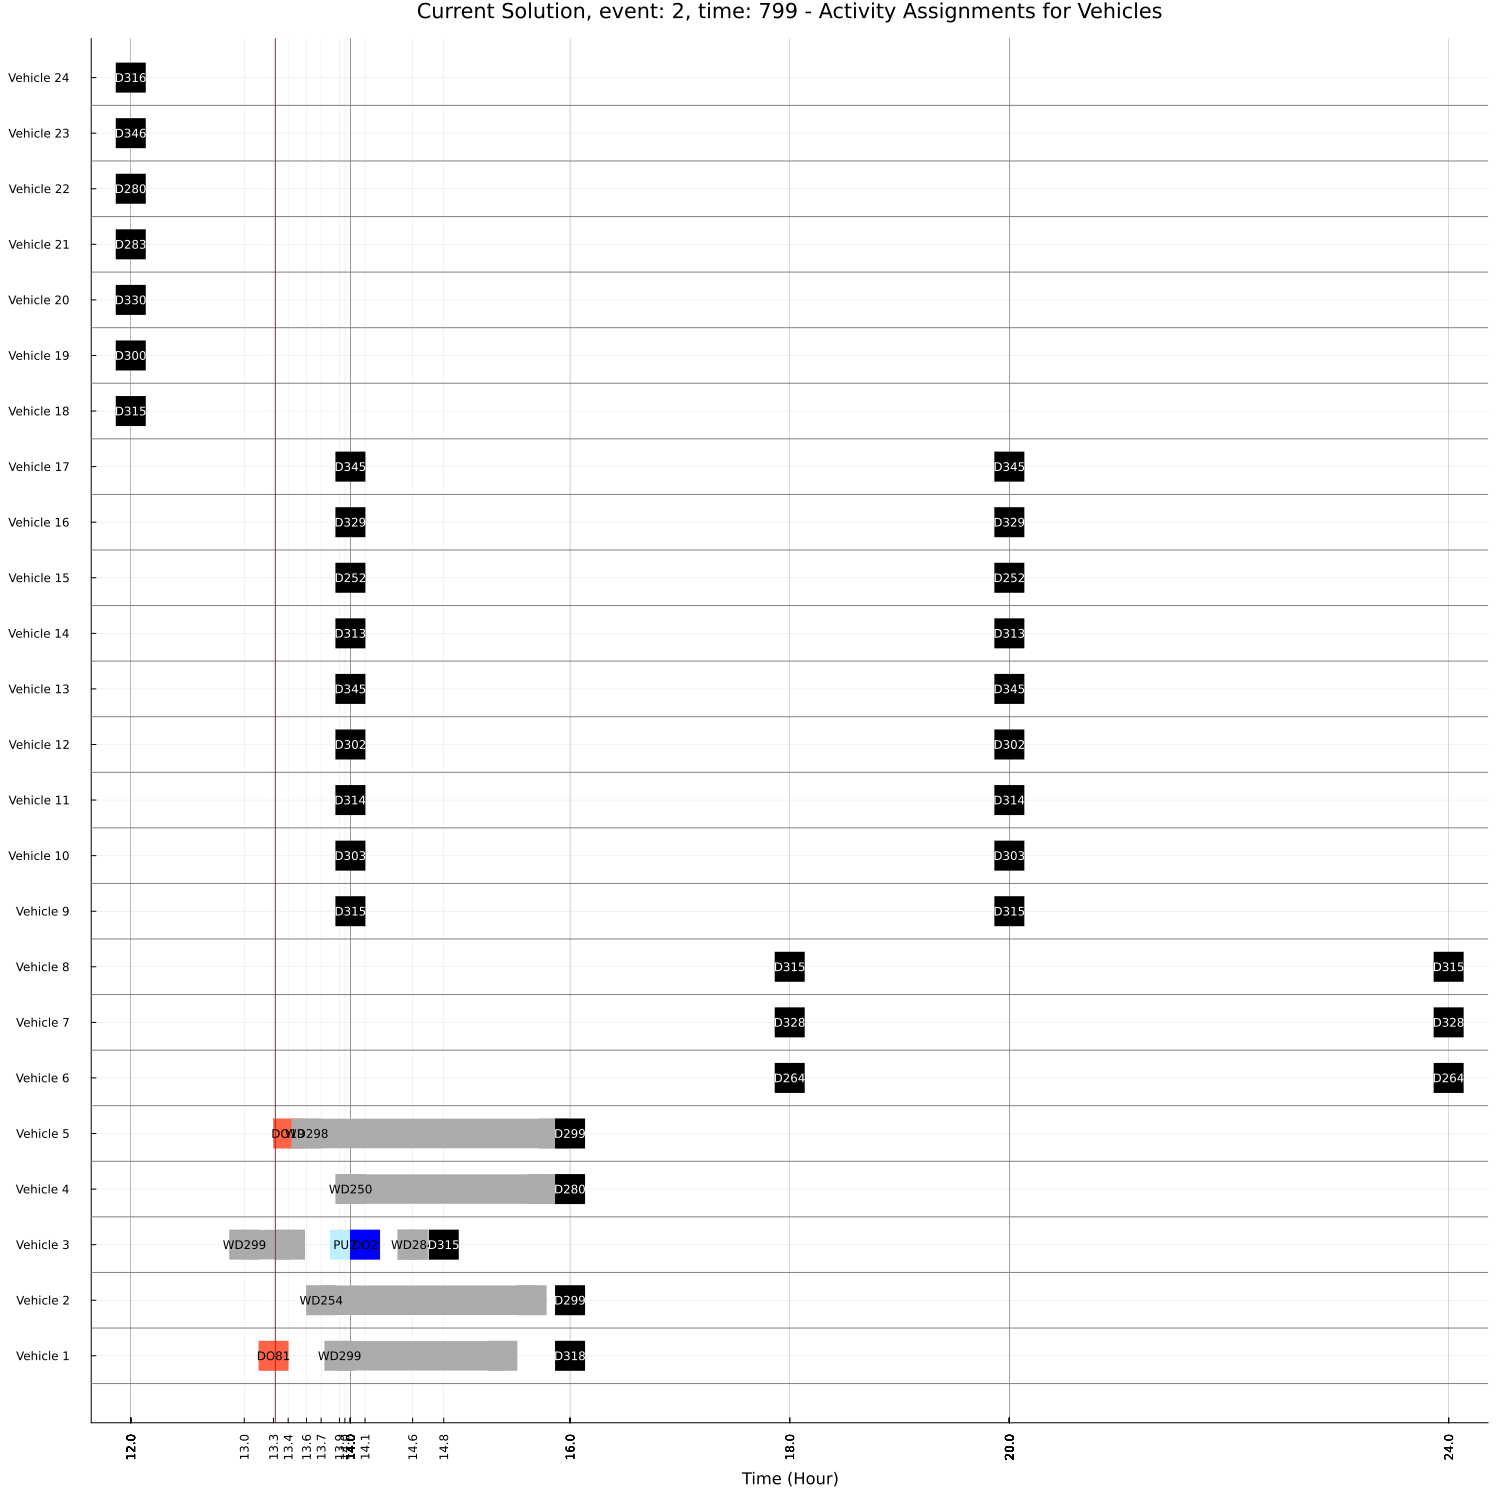 Current Solution, event: 2, time: 799 - Activity Assignments for Vehicles
Vehicle 24 D316
Vehicle 23 D346
Vehicle 22 D280
Vehicle 21 D283
Vehicle 20 D330
Vehicle 19 D300
Vehicle 18 D315
Vehicle 17 D345 D345
Vehicle 16 D329 D329
Vehicle 15 D252 D252
Vehicle 14 D313 D313
Vehicle 13 D345 D345
Vehicle 12 D302 D302
Vehicle 11 D314 D314
Vehicle 10 D303 D303
Vehicle 9 D315 D315
Vehicle 8 D315 D315
Vehicle 7 D328 D328
Vehicle 6 D264 D264
Vehicle 5 WD298 D299
Vehicle 4 WD250 D280
Vehicle 3 WD299 D315
Vehicle 2 WD254 D299
Vehicle 1 DO81 WD299 D318
12.0 13.0 13.3 13.4 13.6 13.7 14.0 14.1 14.6 14.8 16.0 18.0 20.0 24.0
Time (Hour)